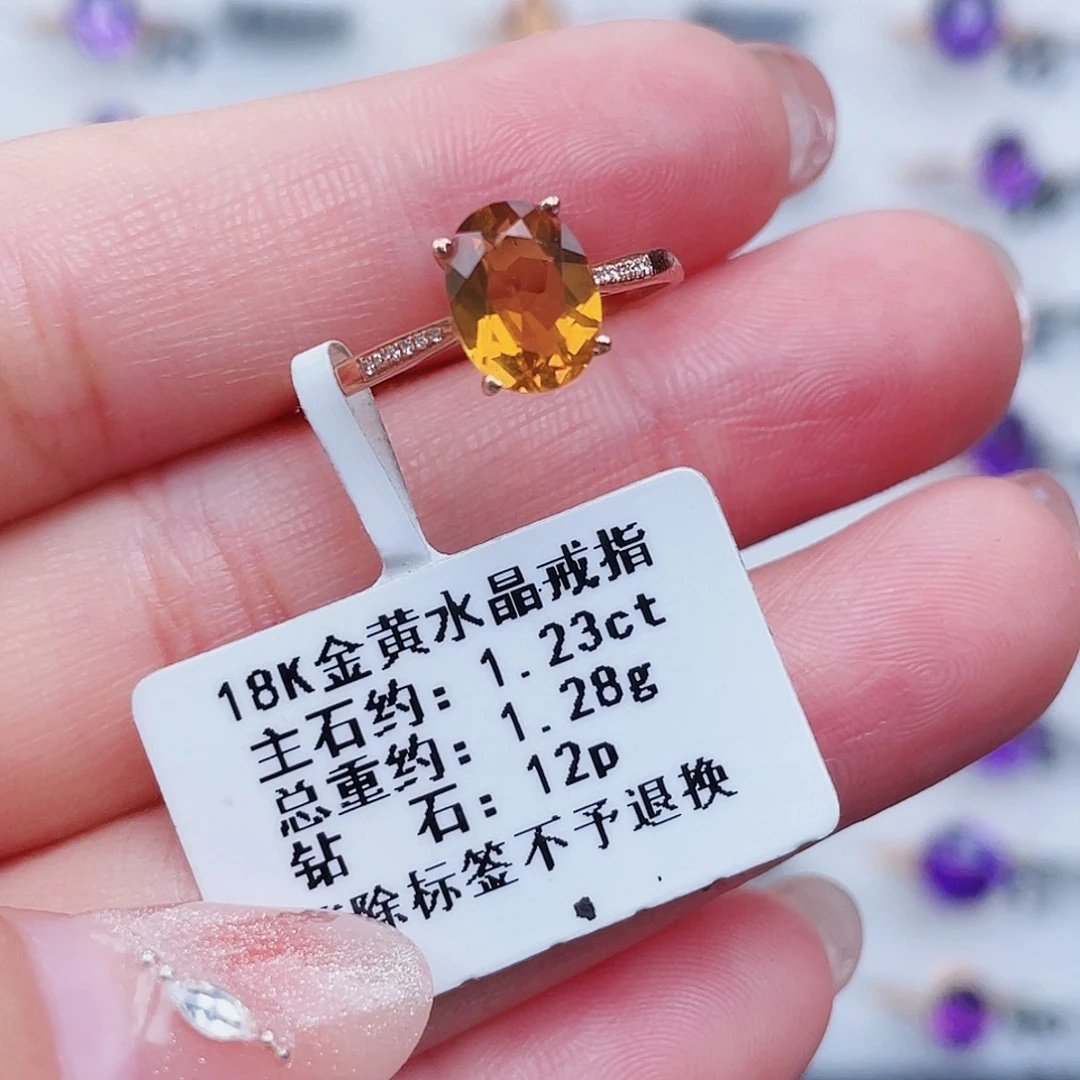 18K金黄水晶戒指
主石约: 1.23ct
总重约: 1.28g
钻 石: 12p
除标签不予退换